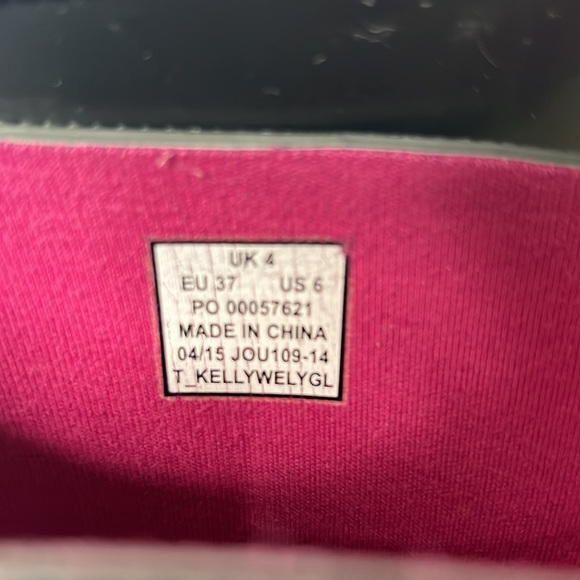 UK 4
EU 37 US 6
PO 00057621
MADE IN CHINA
04/15 JOU109-14
T_KELLYWELYGL